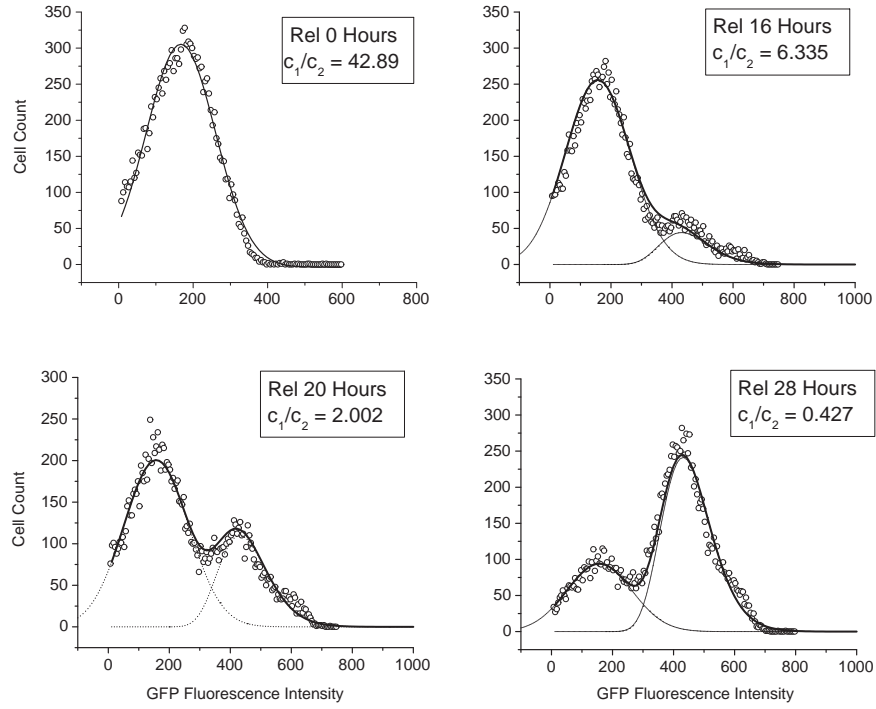 350
300
250
200
150
100
50
0
0 200 400 600 800
Cell Count
Rel 0 Hours
c₁/c₂ = 42.89
350
300
250
200
150
100
50
0
0 200 400 600 800 1000
Rel 16 Hours
c₁/c₂ = 6.335
300
250
200
150
100
50
0
0 200 400 600 800 1000
Cell Count
GFP Fluorescence Intensity
Rel 20 Hours
c₁/c₂ = 2.002
350
300
250
200
150
100
50
0
0 200 400 600 800 1000
GFP Fluorescence Intensity
Rel 28 Hours
c₁/c₂ = 0.427